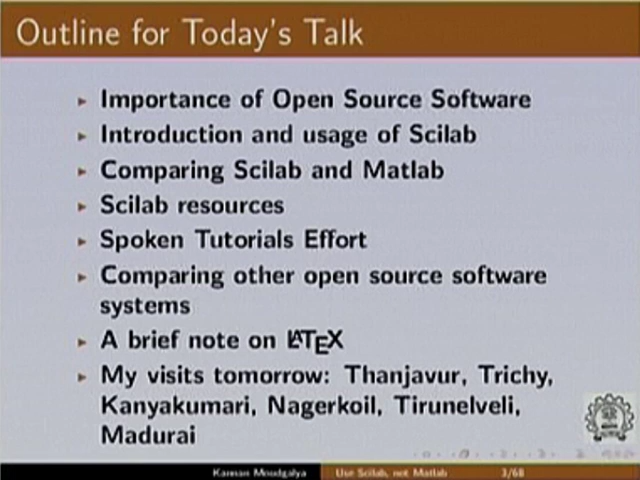 Outline for Today's Talk
Importance of Open Source Software
Introduction and usage of Scilab
Comparing Scilab and Matlab
Scilab resources
Spoken Tutorials Effort
Comparing other open source software
systems
A brief note on LATEX
My visits tomorrow: Thanjavur, Trichy,
Kanyakumari, Nagerkoil, Tirunelveli,
Madurai
Kannan Moudgalya Use Scilab, not Matlab 3/68